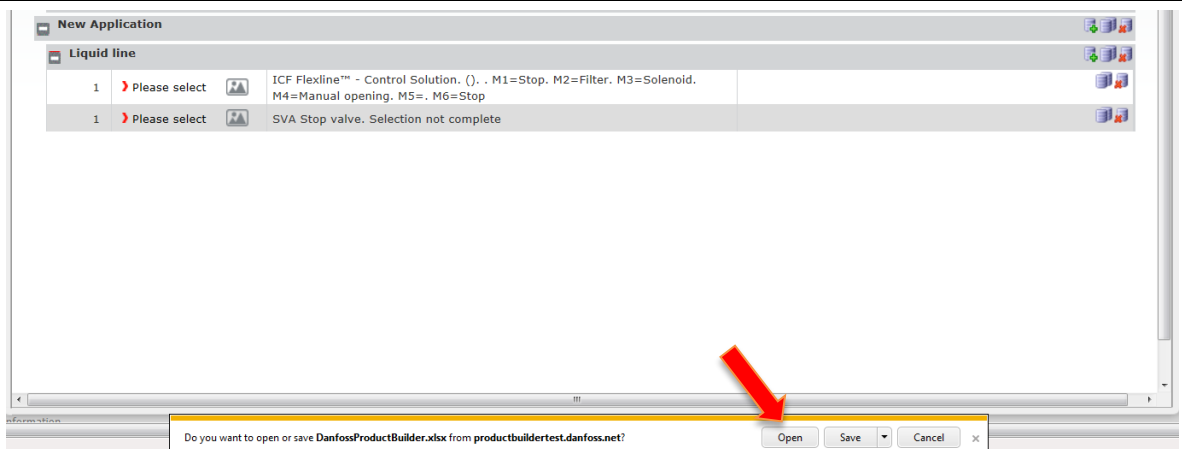 New Application
Liquid line
1 Please select ICF Flexline™ - Control Solution. (). . M1=Stop. M2=Filter. M3=Solenoid.
M4=Manual opening. M5=. M6=Stop
1 Please select SVA Stop valve. Selection not complete
nformation
Do you want to open or save DanfossProductBuilder.xlsx from productbuildertest.danfoss.net? Open Save Cancel